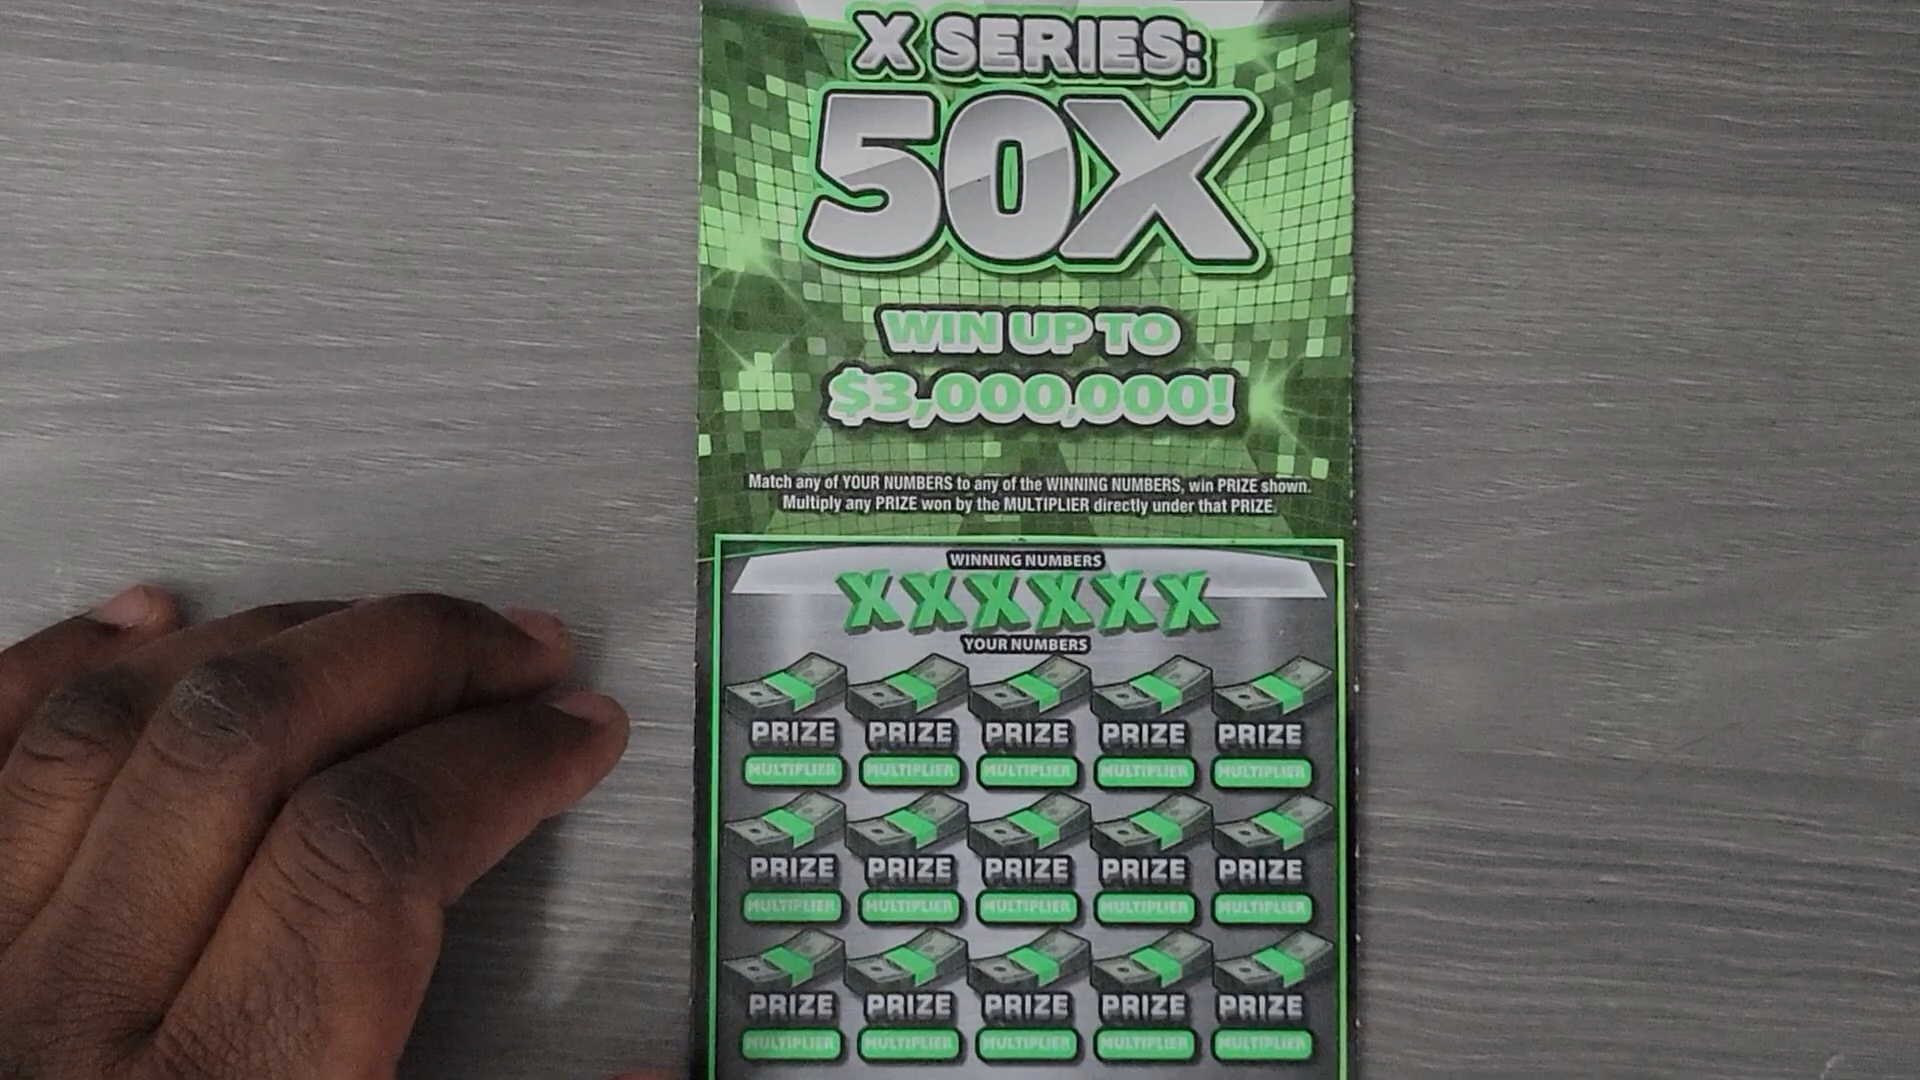 X SERIES:
50X
WIN UP TO
$3,000,000!
Match any of YOUR NUMBERS to any of the WINNING NUMBERS, win PRIZE shown.
Multiply any PRIZE won by the MULTIPLIER directly under that PRIZE.
WINNING NUMBERS
X X X X X X
YOUR NUMBERS
PRIZE PRIZE PRIZE PRIZE PRIZE
MULTIPLIER MULTIPLIER MULTIPLIER MULTIPLIER MULTIPLIER
PRIZE PRIZE PRIZE PRIZE PRIZE
MULTIPLIER MULTIPLIER MULTIPLIER MULTIPLIER MULTIPLIER
PRIZE PRIZE PRIZE PRIZE PRIZE
MULTIPLIER MULTIPLIER MULTIPLIER MULTIPLIER MULTIPLIER